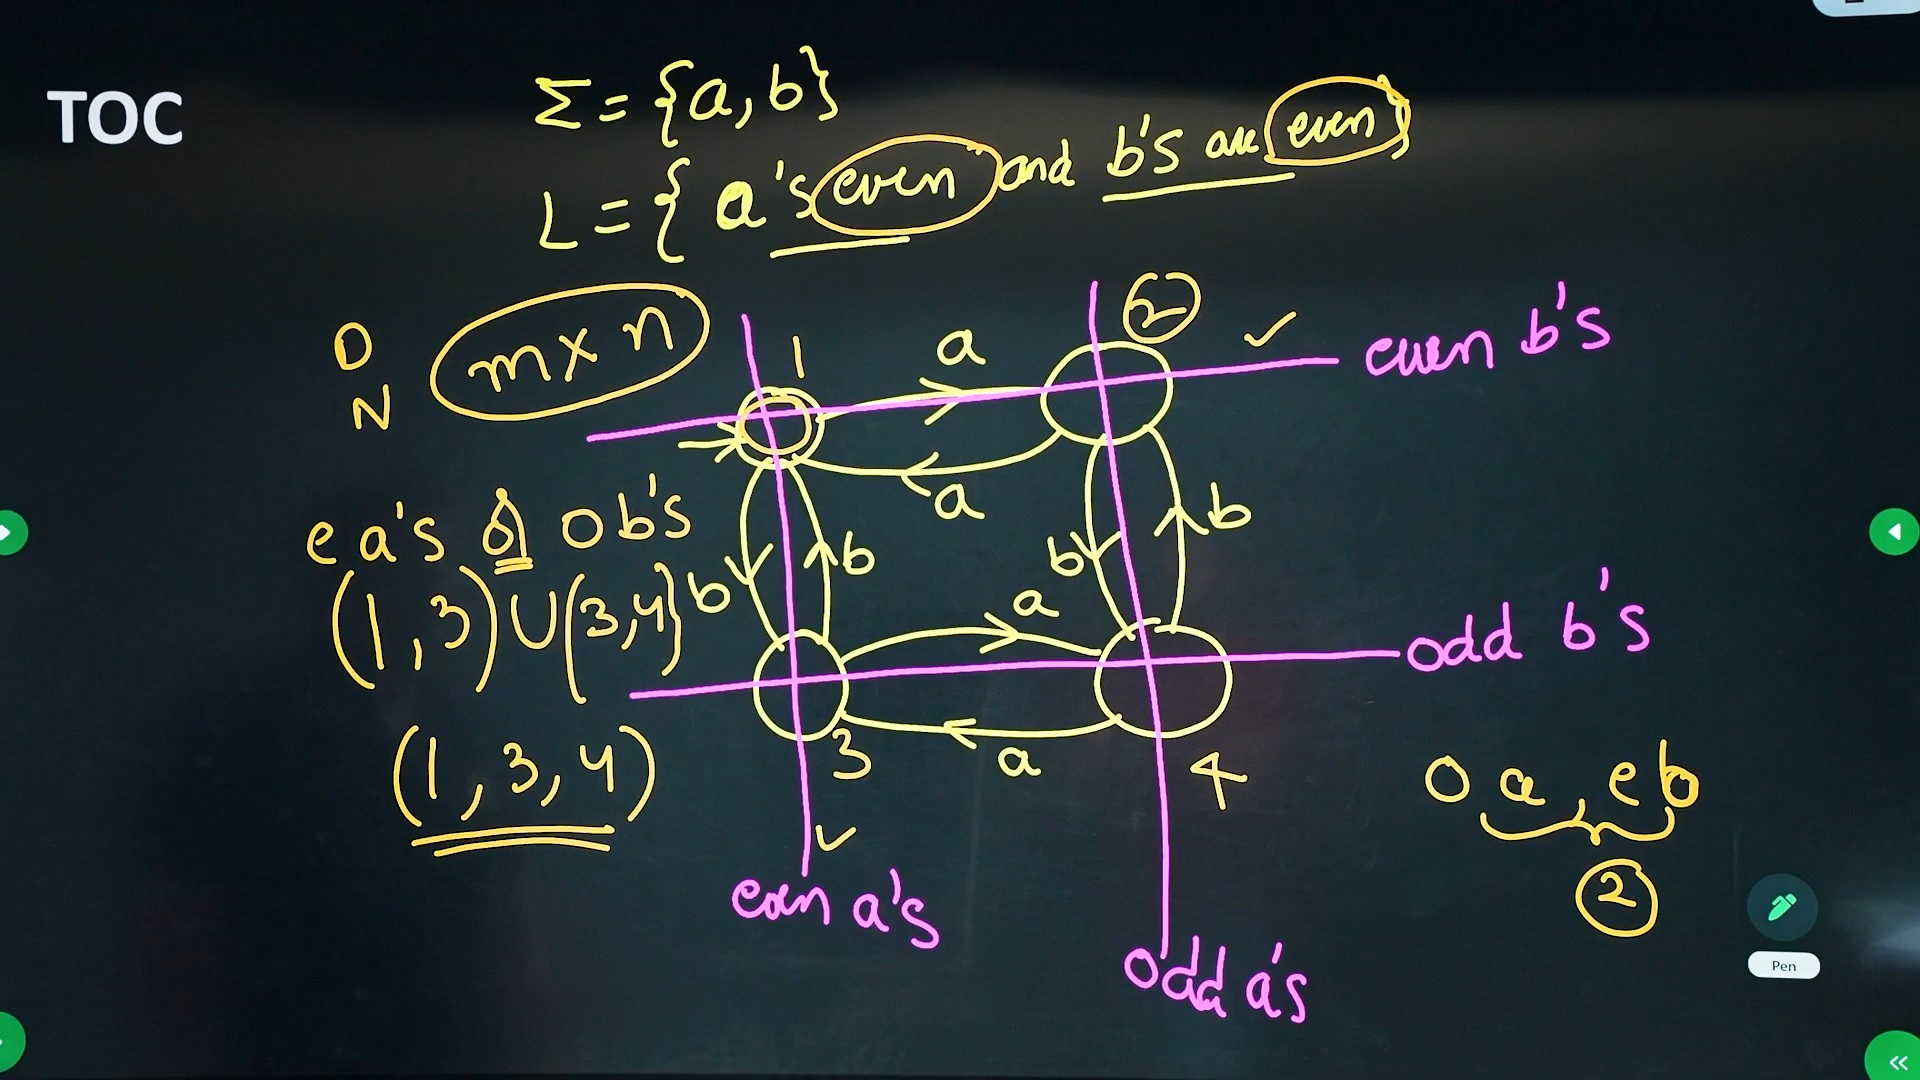 TOC
Σ = {a, b}
L = { a's even and b's are even }
D
N
m x n
1
a
2
even b's
a
e a's or o b's
b
b
b
b
(1, 3) U (3, 4}
a
odd b's
(1, 3, 4)
3
a
4
o a, e b
2
even a's
odd a's
Pen